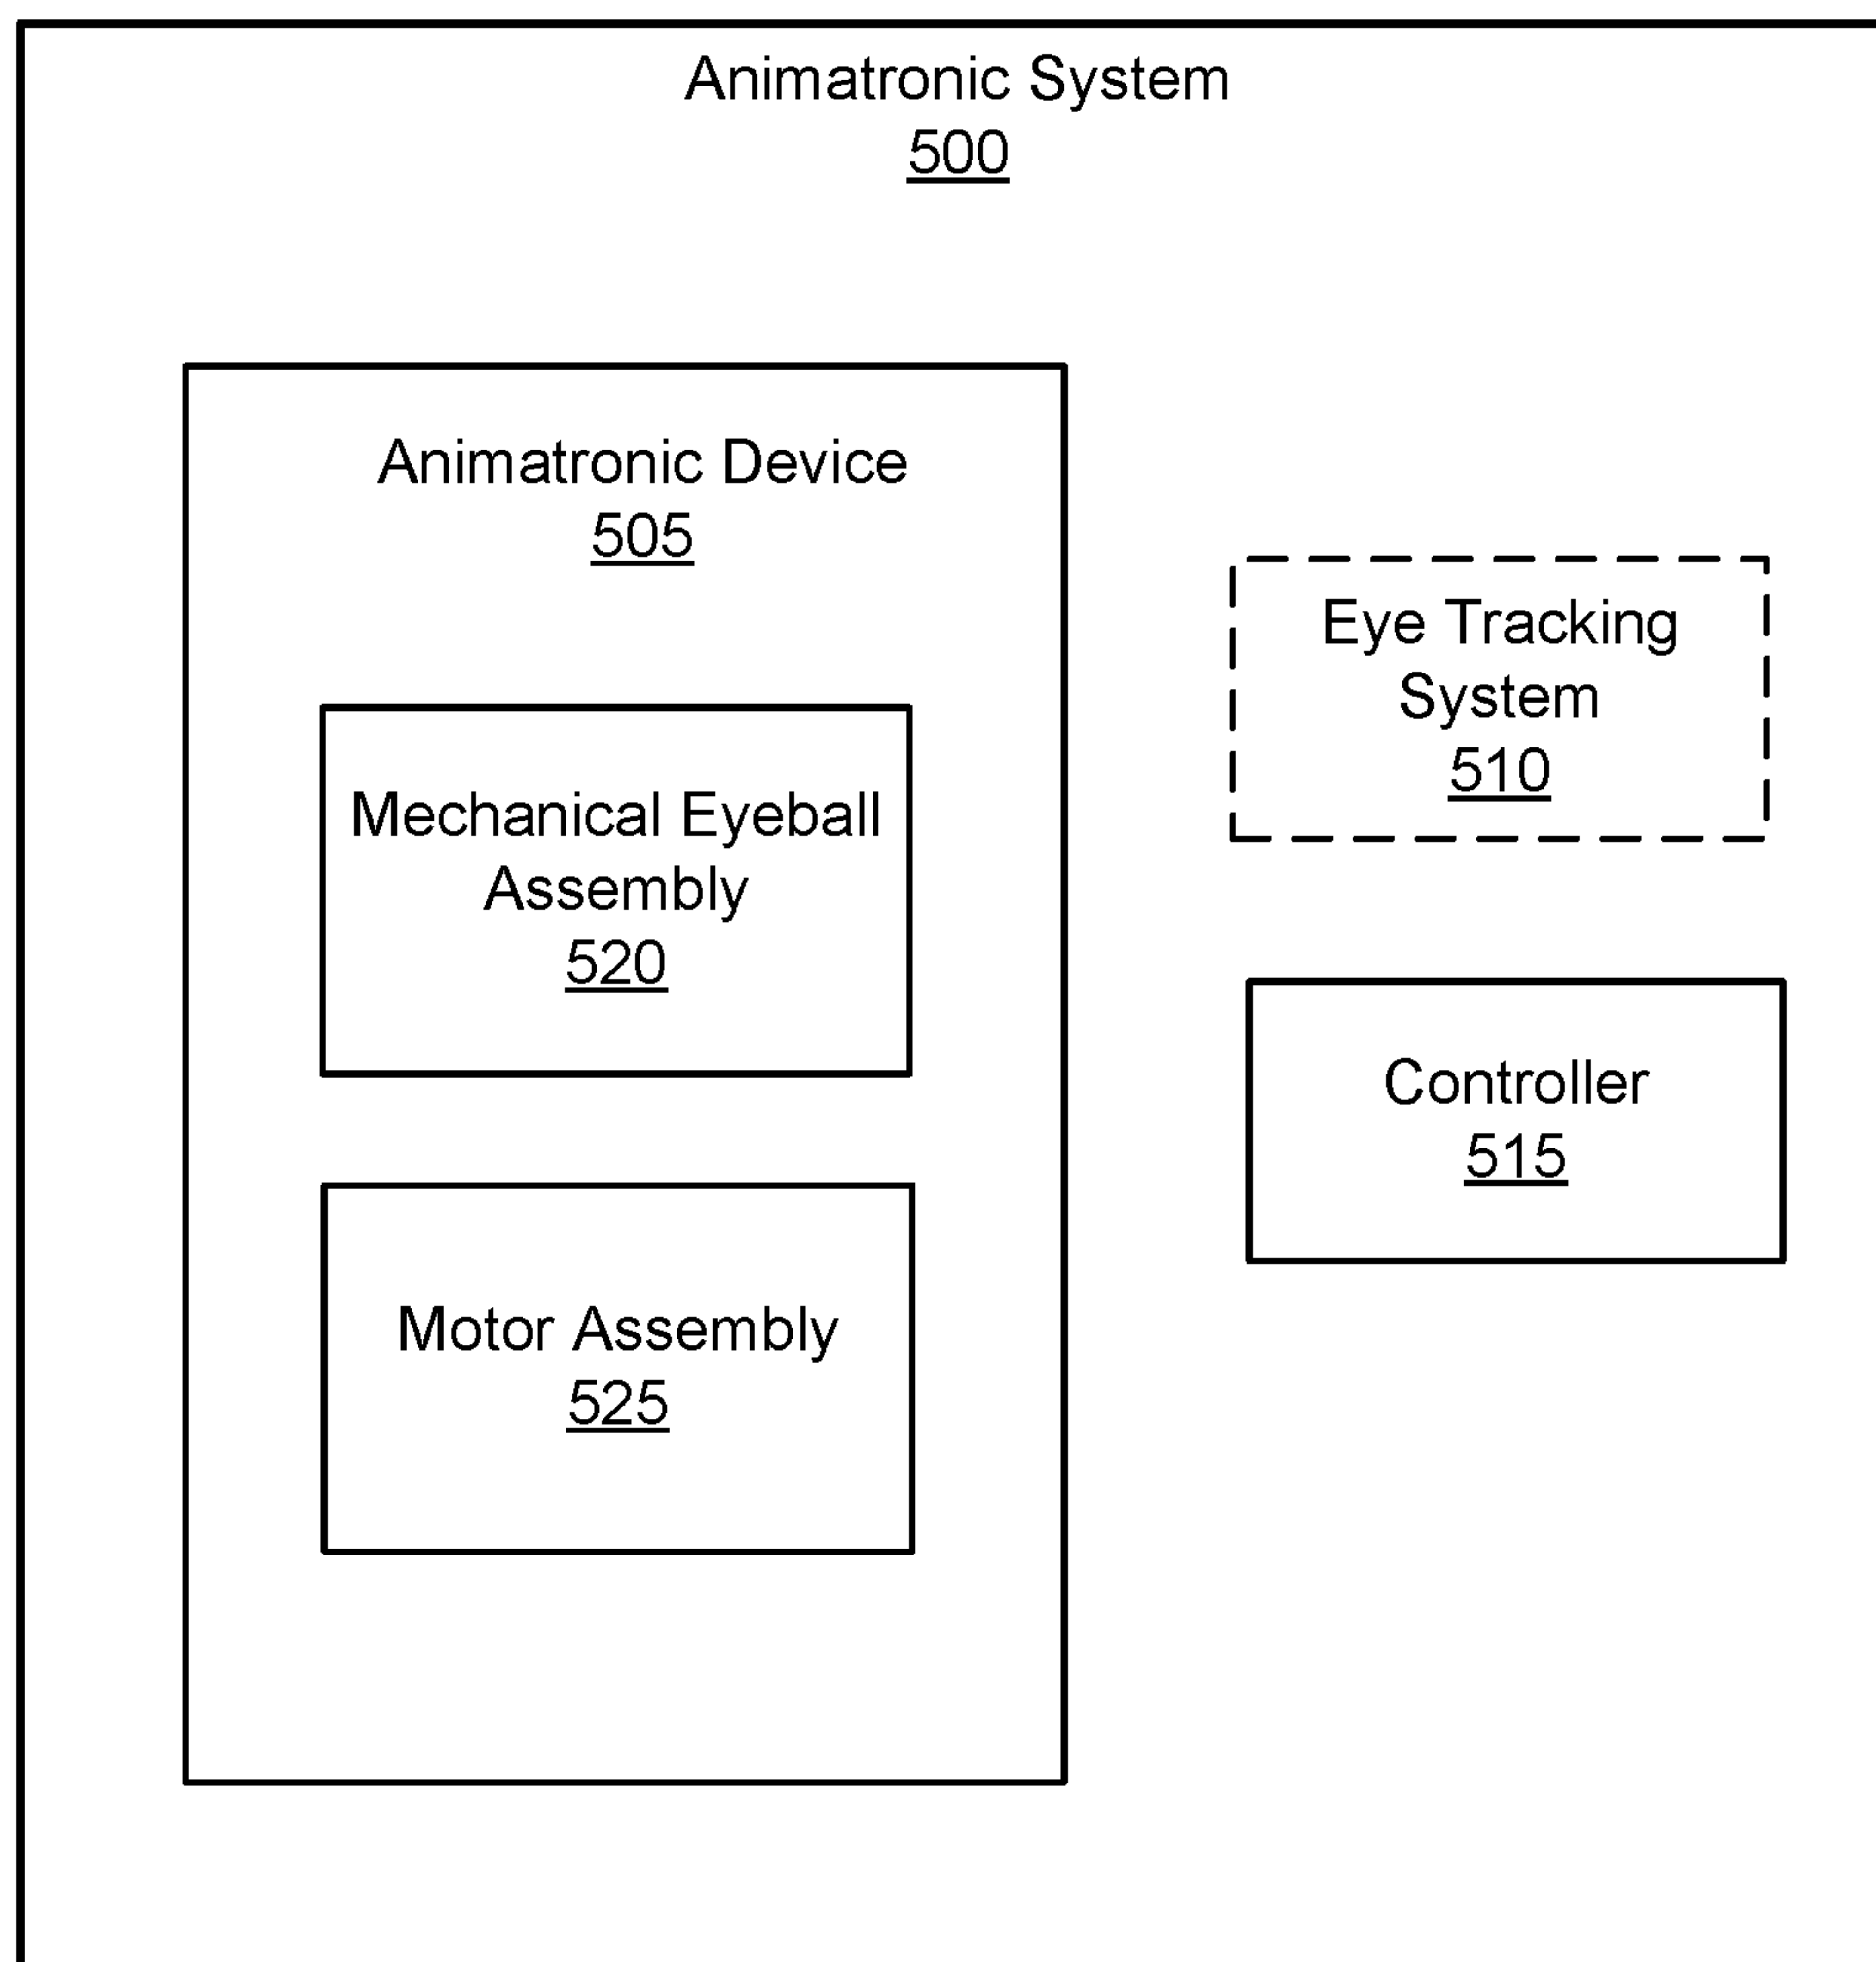 Animatronic System
500
Animatronic Device
505
Mechanical Eyeball
Assembly
520
Motor Assembly
525
Eye Tracking
System
510
Controller
515